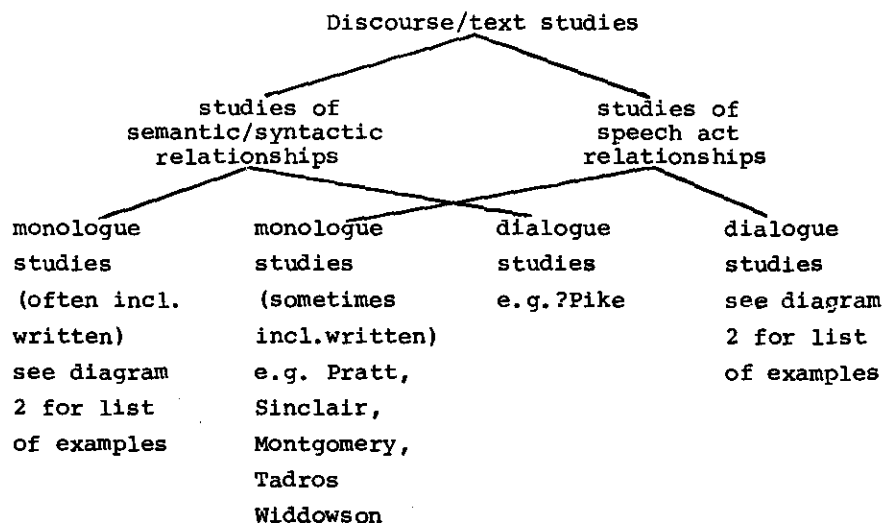 Discourse/text studies
studies of
semantic/syntactic
relationships
studies of
speech act
relationships
monologue
studies
(often incl.
written)
see diagram
2 for list
of examples
monologue
studies
(sometimes
incl.written)
e.g. Pratt,
Sinclair,
Montgomery,
Tadros
Widdowson
dialogue
studies
e.g.?Pike
dialogue
studies
see diagram
2 for list
of examples